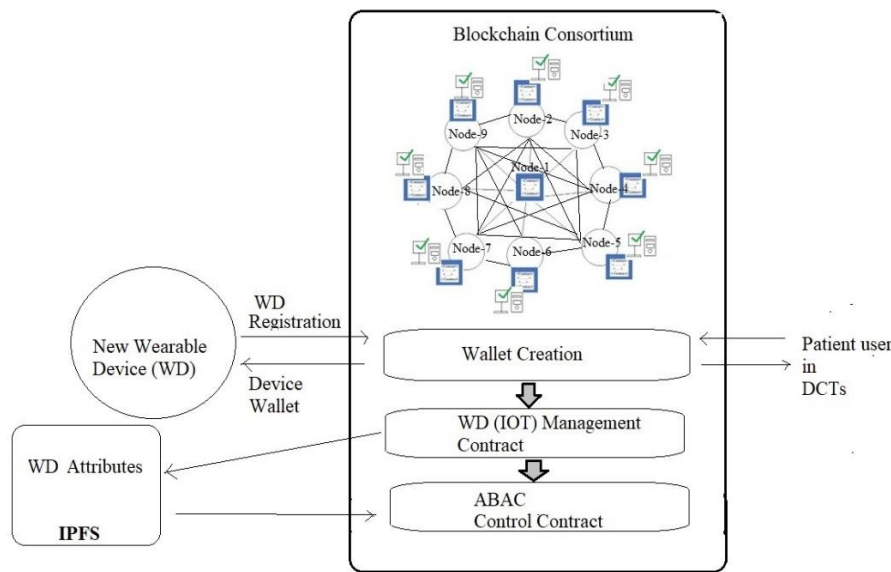 Blockchain Consortium
Node-2
Node-9
Node-3
Node-1
Node-8
Node-4
Node-7
Node-6
Node-5
WD
Registration
New Wearable
Device (WD)
Device
Wallet
Wallet Creation
Patient user
in
DCTs
WD (IOT) Management
Contract
WD Attributes
IPFS
ABAC
Control Contract